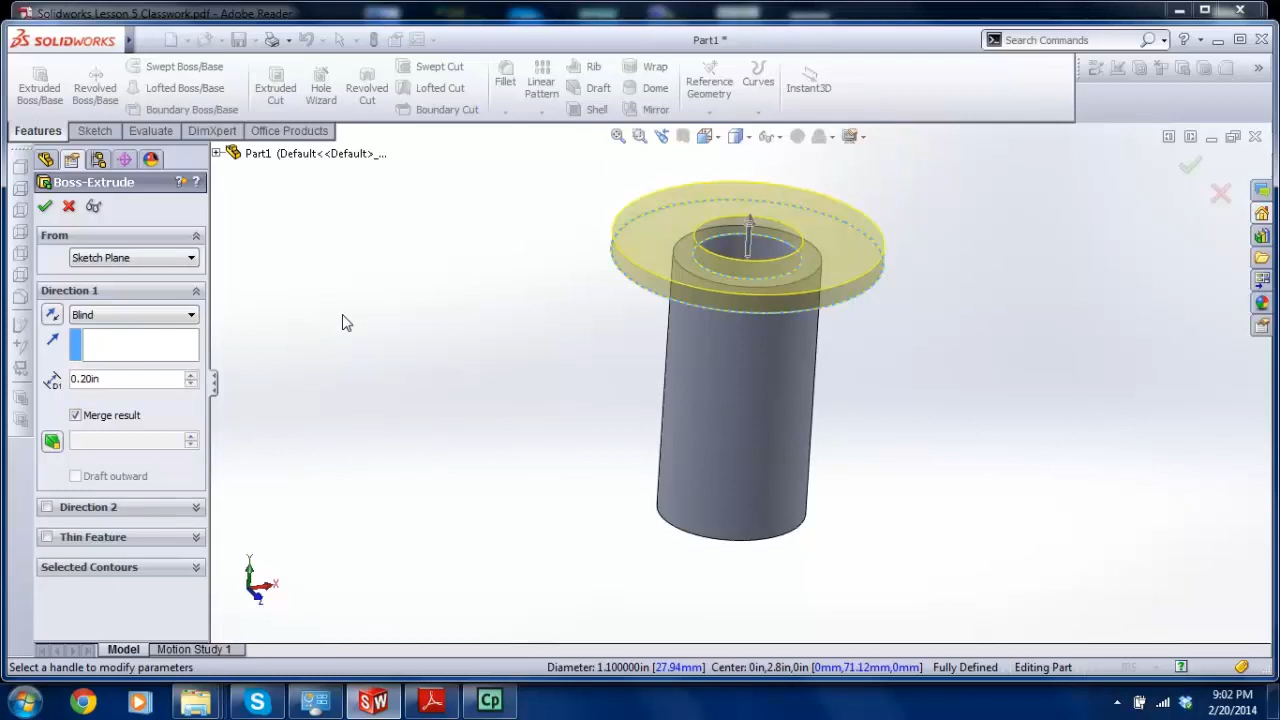 Solidworks Lesson 5 Classwork.pdf - Adobe Reader
SOLIDWORKS
Part1 *
Search Commands
Extruded Boss/Base
Revolved Boss/Base
Swept Boss/Base
Lofted Boss/Base
Boundary Boss/Base
Extruded Cut
Hole Wizard
Revolved Cut
Swept Cut
Lofted Cut
Boundary Cut
Fillet
Linear Pattern
Rib
Draft
Shell
Wrap
Dome
Mirror
Reference Geometry
Curves
Instant3D
Features
Sketch
Evaluate
DimXpert
Office Products
Part1 (Default<<Default>_...
Boss-Extrude
From
Sketch Plane
Direction 1
Blind
D1
0.20in
Merge result
Draft outward
Direction 2
Thin Feature
Selected Contours
Y
X
Z
Model
Motion Study 1
Select a handle to modify parameters
Diameter: 1.100000in [27.94mm]
Center: 0in,2.8in,0in [0mm,71.12mm,0mm]
Fully Defined
Editing Part
S
SW
Cp
9:02 PM
2/20/2014